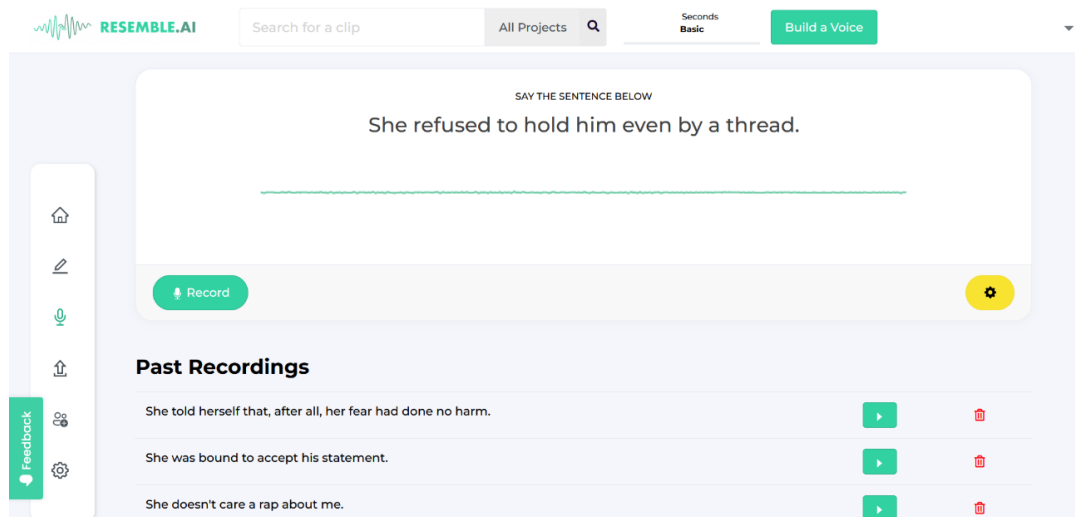 RESEMBLE.AI
Search for a clip
All Projects
Seconds
Basic
Build a Voice
SAY THE SENTENCE BELOW
She refused to hold him even by a thread.
Record
Past Recordings
She told herself that, after all, her fear had done no harm.
She was bound to accept his statement.
She doesn't care a rap about me.
Feedback